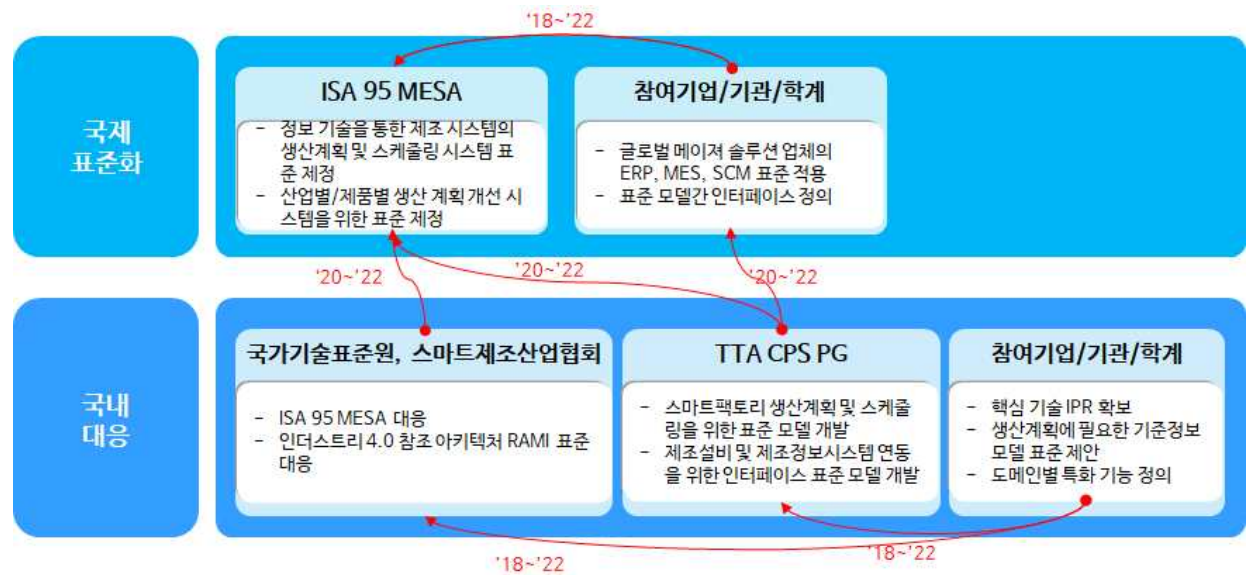 '18~'22
국제
표준화
ISA 95 MESA
- 정보 기술을 통한 제조 시스템의
생산계획 및 스케줄링 시스템 표
준 제정
- 산업별/제품별 생산 계획 개선 시
스템을 위한 표준 제정
참여기업/기관/학계
- 글로벌 메이져 솔루션 업체의
ERP, MES, SCM 표준 적용
- 표준 모델간 인터페이스 정의
'20~'22
'20~'22
'20~'22
국내
대응
국가기술표준원, 스마트제조산업협회
- ISA 95 MESA 대응
- 인더스트리 4.0 참조 아키텍처 RAMI 표준
대응
TTA CPS PG
- 스마트팩토리 생산계획 및 스케줄
링을 위한 표준 모델 개발
- 제조설비 및 제조정보시스템 연동
을 위한 인터페이스 표준 모델 개발
참여기업/기관/학계
- 핵심 기술 IPR 확보
- 생산계획에 필요한 기준정보
모델 표준 제안
- 도메인별 특화 기능 정의
'18~'22
'18~'22